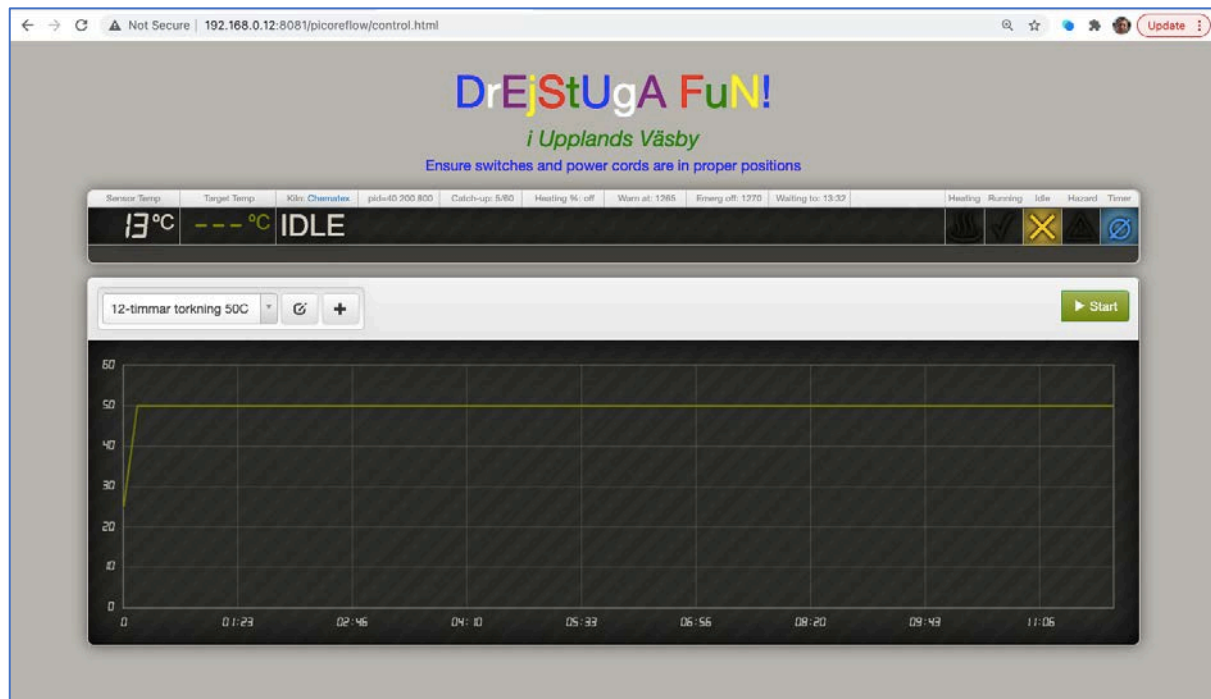 Not Secure | 192.168.0.12:8081/picoreflow/control.html Update
DrEjStUgA FuN!
i Upplands Väsby
Ensure switches and power cords are in proper positions
Sensor Temp Target Temp Kiln: Chematex pid=40 200 800 Catch-up: 5/60 Heating %: off Warn at: 1265 Emerg off: 1270 Waiting to: 13:32 Heating Running Idle Hazard Timer
13°C ---°C IDLE
12-timmar torkning 50C Start
60
50
40
30
20
10
0
0 01:23 02:46 04:10 05:33 06:56 08:20 09:43 11:06